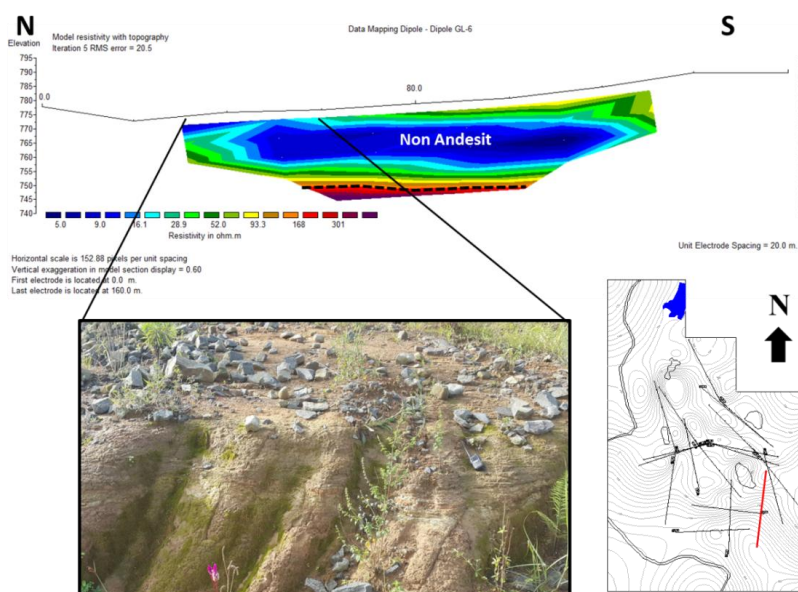 N
S
Data Mapping Dipole - Dipole GL-6
Model resistivity with topography
Iteration 5 RMS error = 20.5
Elevation
795
790
785
780
775
770
765
760
755
750
745
740
0.0
80.0
Non Andesit
5.0 9.0 16.1 28.9 52.0 93.3 168 301
Resistivity in ohm.m
Unit Electrode Spacing = 20.0 m.
Horizontal scale is 152.88 pixels per unit spacing
Vertical exaggeration in model section display = 0.60
First electrode is located at 0.0 m.
Last electrode is located at 160.0 m.
N